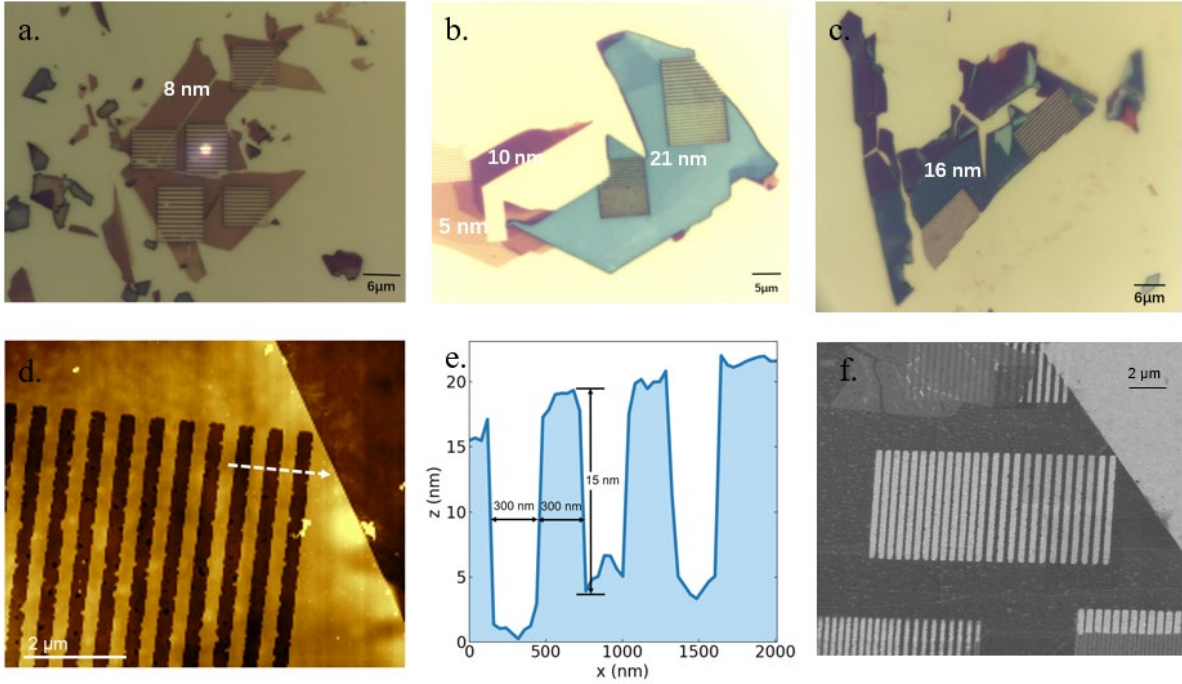 a.
8 nm
6μm
b.
10 nm
21 nm
5 nm
5μm
c.
16 nm
6μm
d.
2 μm
e.
z (nm)
20
15
10
5
0
300 nm
300 nm
15 nm
0
500
1000
1500
2000
x (nm)
f.
2 μm